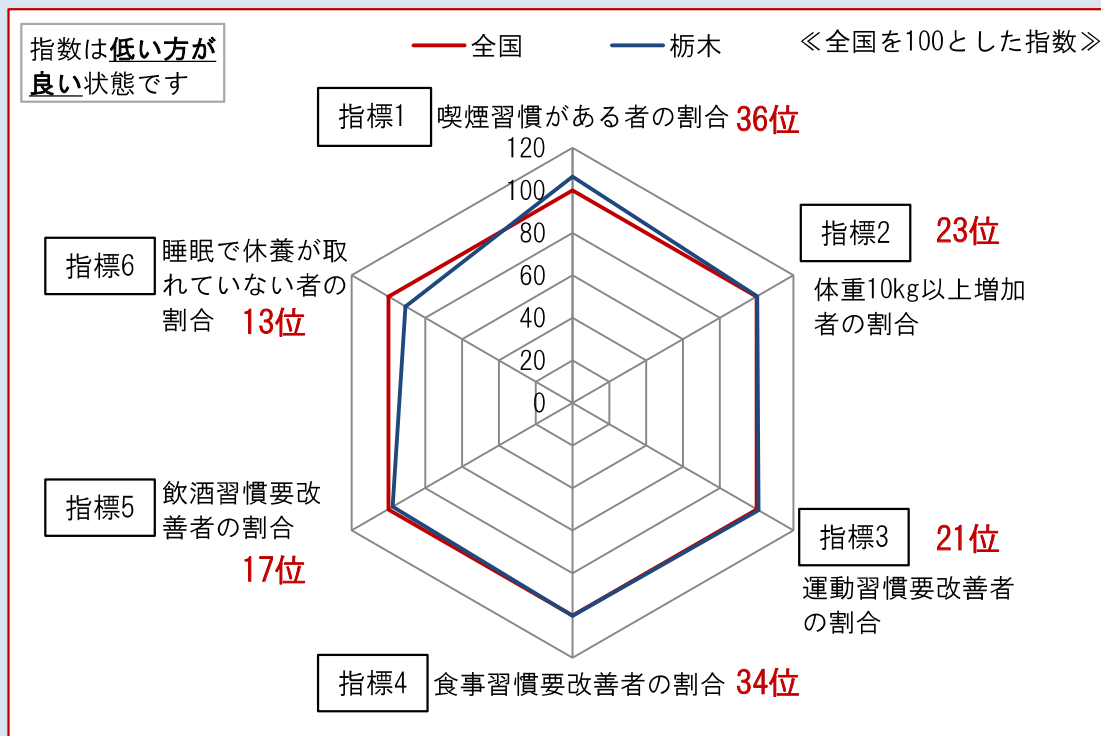 指数は低い方が
良い状態です
全国
栃木
≪全国を100とした指数≫
指標1
喫煙習慣がある者の割合
36位
120
100
80
60
40
20
0
指標2
23位
体重10kg以上増加
者の割合
指標3
21位
運動習慣要改善者
の割合
指標4
食事習慣要改善者の割合
34位
指標5
飲酒習慣要改
善者の割合
17位
指標6
睡眠で休養が取
れていない者の
割合
13位